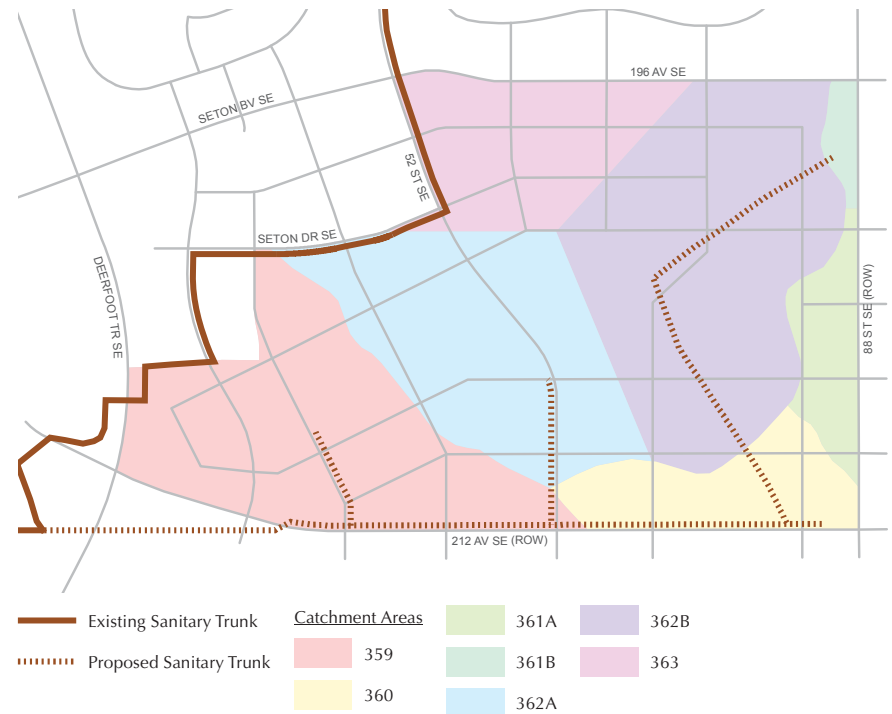 196 AV SE
SETON BV SE
52 ST SE
SETON DR SE
DEERFOOT TR SE
88 ST SE (ROW)
212 AV SE (ROW)
Existing Sanitary Trunk
Proposed Sanitary Trunk
Catchment Areas
359
360
361A
361B
362A
362B
363